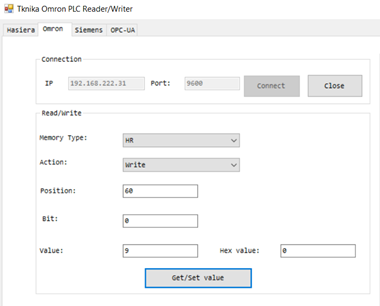 Tknika Omron PLC Reader/Writer
Hasiera Omron Siemens OPC-UA
Connection
IP 192.168.222.31 Port: 9600 Connect Close
Read/Write
Memory Type: HR
Action: Write
Position: 60
Bit: 0
Value: 9 Hex value: 0
Get/Set value